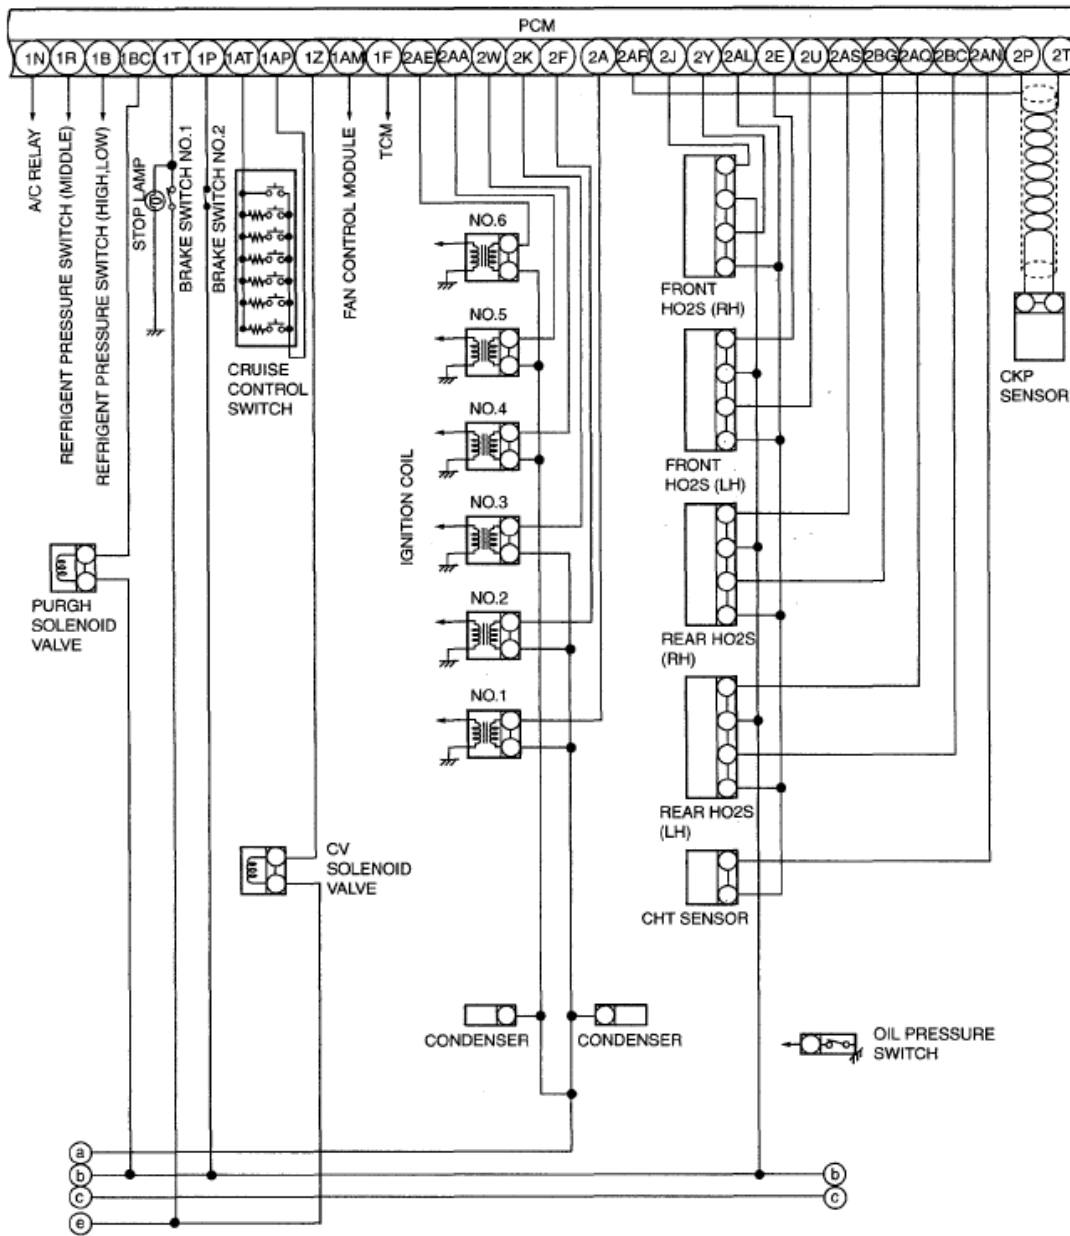 PCM
1N 1R 1B 1BC 1T 1P 1AT 1AP 1Z 1AM 1F 2AE 2AA 2W 2K 2F 2A 2AR 2J 2Y 2AL 2E 2U 2AS 2BG 2AQ 2BC 2AN 2P 2T
A/C RELAY
REFRIGENT PRESSURE SWITCH (MIDDLE)
REFRIGENT PRESSURE SWITCH (HIGH,LOW)
STOP LAMP
BRAKE SWITCH NO.1
BRAKE SWITCH NO.2
CRUISE
CONTROL
SWITCH
FAN CONTROL MODULE
TCM
NO.6
NO.5
NO.4
NO.3
NO.2
NO.1
IGNITION COIL
FRONT
HO2S (RH)
FRONT
HO2S (LH)
REAR HO2S
(RH)
REAR HO2S
(LH)
CHT SENSOR
CKP
SENSOR
PURGH
SOLENOID
VALVE
CV
SOLENOID
VALVE
CONDENSER
CONDENSER
OIL PRESSURE
SWITCH
a
b b
c c
e